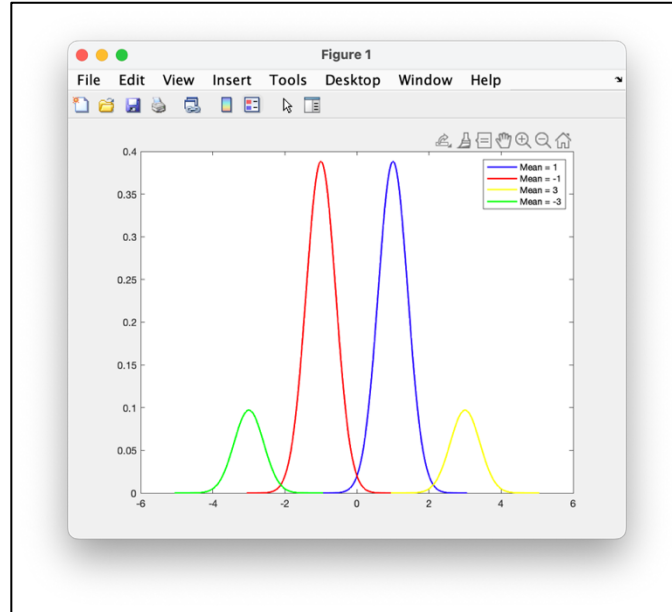 Figure 1
File Edit View Insert Tools Desktop Window Help
Mean = 1
Mean = -1
Mean = 3
Mean = -3
0.4
0.35
0.3
0.25
0.2
0.15
0.1
0.05
0
-6 -4 -2 0 2 4 6